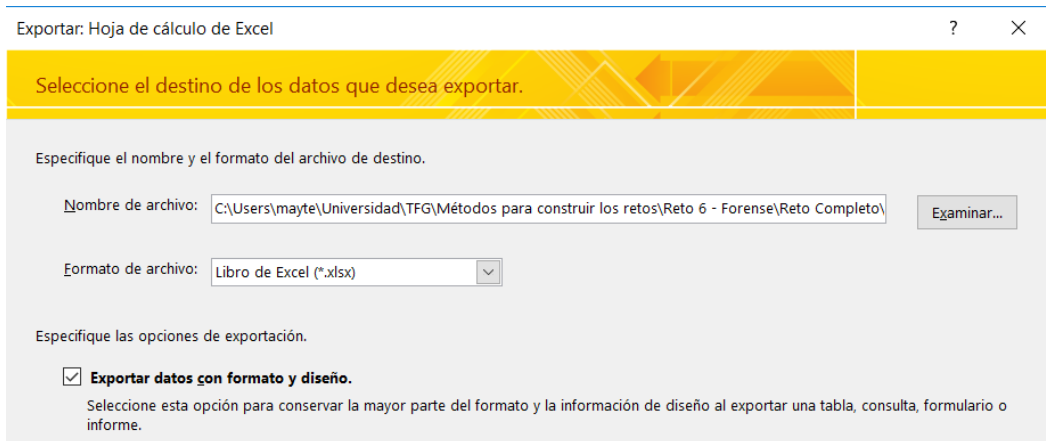 Exportar: Hoja de cálculo de Excel ?
Seleccione el destino de los datos que desea exportar.
Especifique el nombre y el formato del archivo de destino.
Nombre de archivo: C:\Users\mayte\Universidad\TFG\Métodos para construir los retos\Reto 6 - Forense\Reto Completo\ Examinar...
Formato de archivo: Libro de Excel (*.xlsx)
Especifique las opciones de exportación.
Exportar datos con formato y diseño.
Seleccione esta opción para conservar la mayor parte del formato y la información de diseño al exportar una tabla, consulta, formulario o
informe.